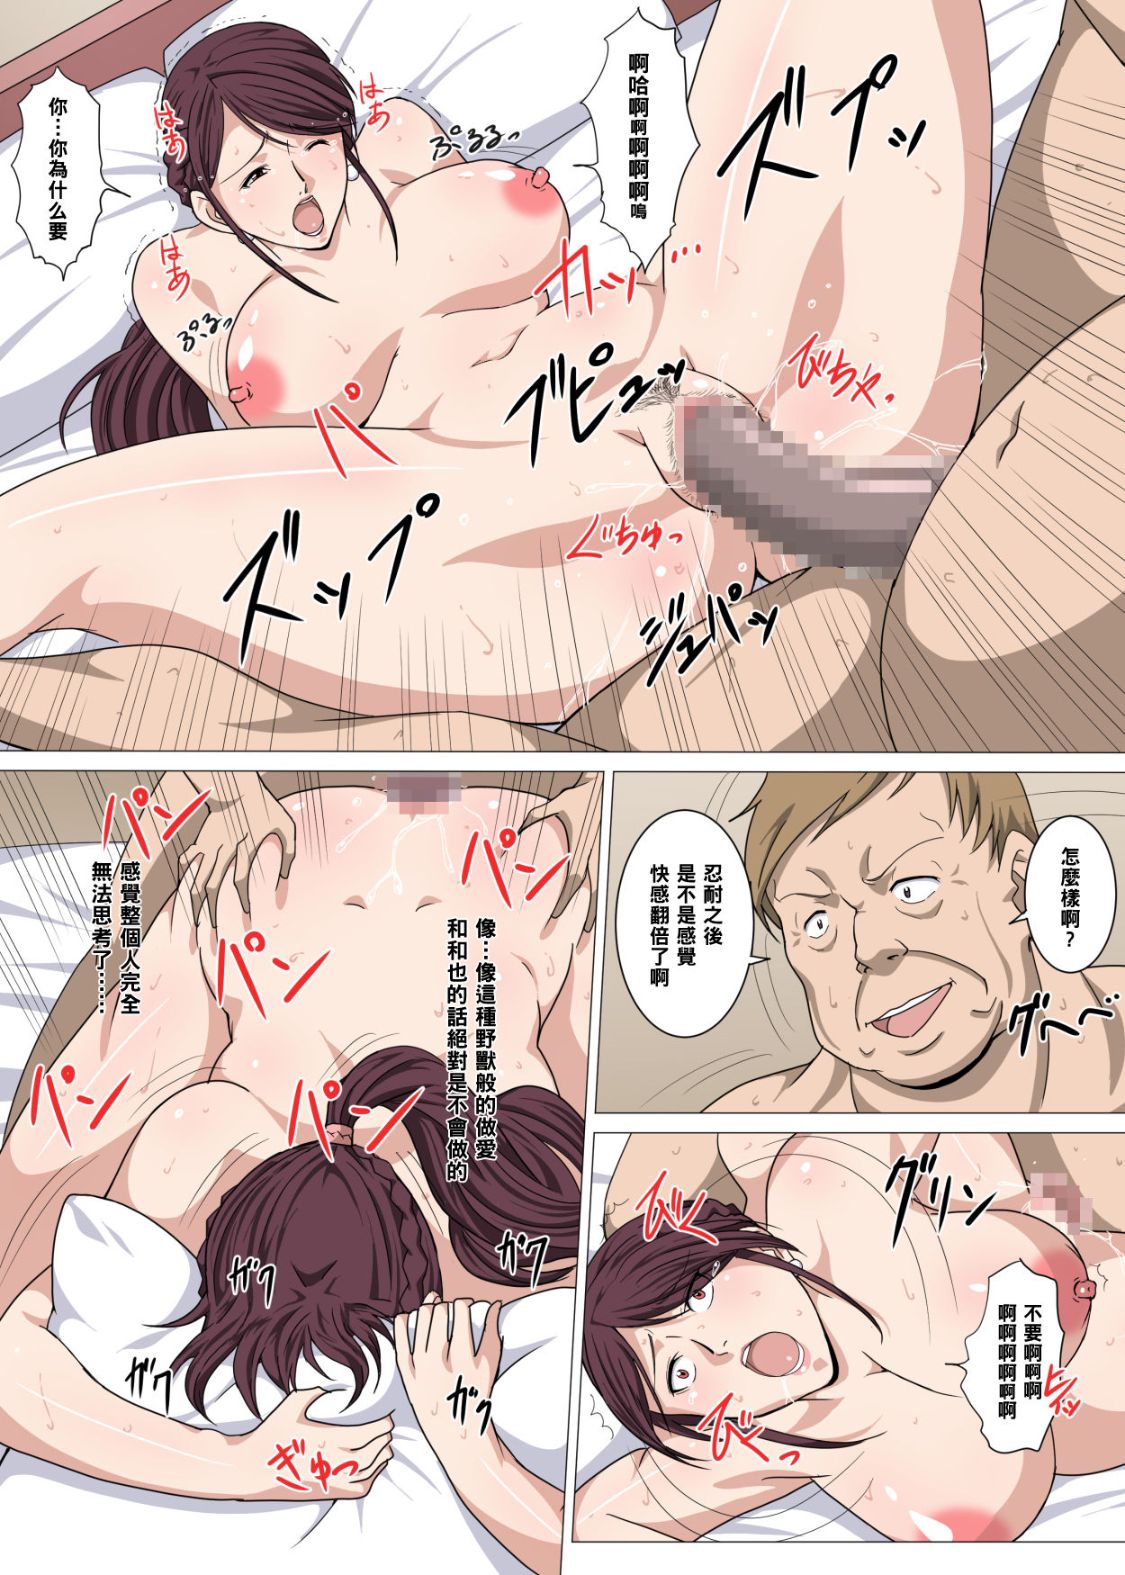 啊哈啊啊啊啊啊嗚
你…你為什么要
はぁ
はぁ
はぁ
ぷるるっ
ぷるるっ
ズプッ
カッ…
ズピュッ
びちゃ
パ
ズップ
ぐちゅっ
ジュパッ
怎麼樣啊？
忍耐之後
是不是感覺
快感翻倍了啊
グヘヘ
像…像這種野獸般的做愛
和和也的話絕對是不會做的
感覺整個人完全
無法思考了……
パン
パン
パン
パン
パン
ガク
ガク
ガク
ガク
ぎゅっ
グリン
びく
不要啊啊啊
啊啊啊啊啊啊
びくっ